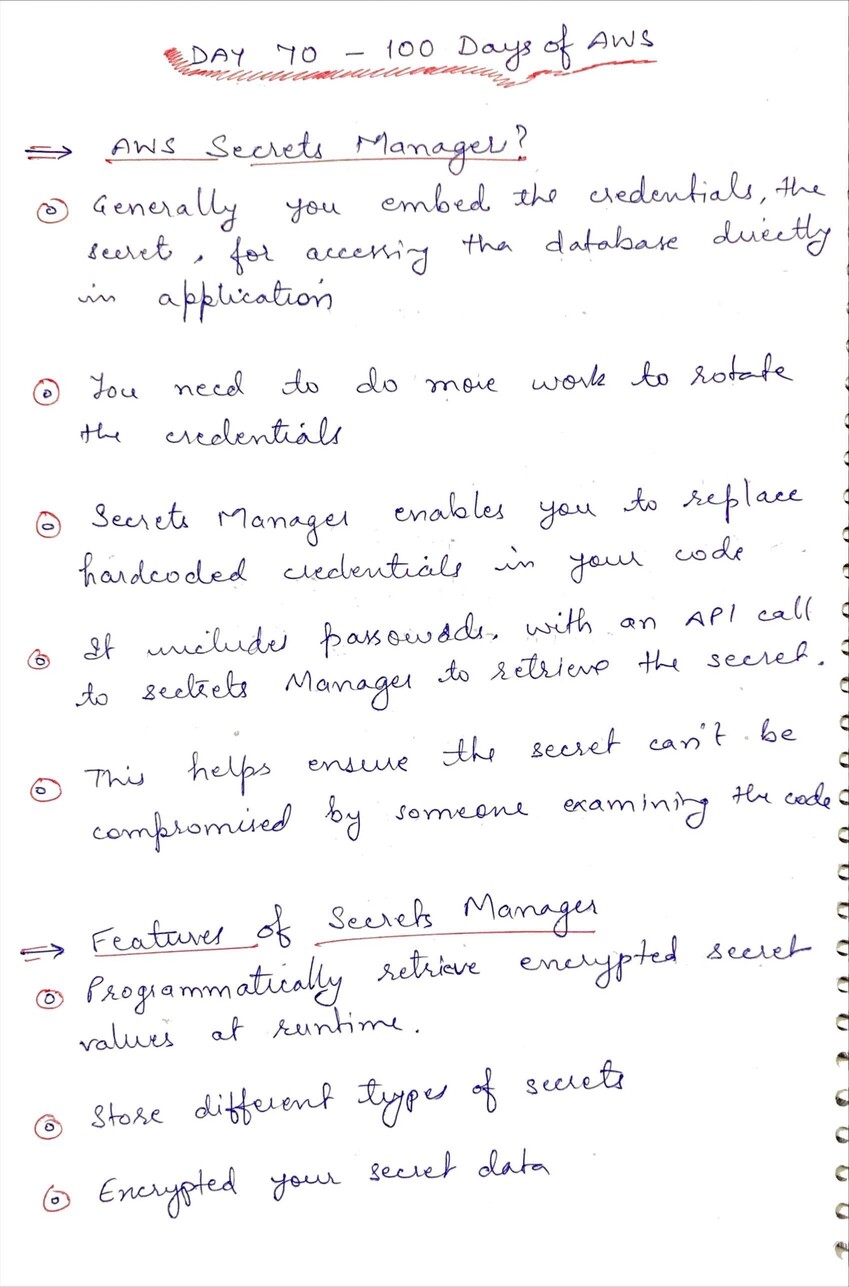 DAY 70 - 100 Days of AWS
⇒ AWS Secrets Manager?
Generally you embed the credentials, the
secret, for accessing the database directly
in application
You need to do more work to rotate
the credentials
Secrets Manager enables you to replace
hardcoded credentials in your code
It includes passowads, with an API call
to sectrets Manager to retrieve the secret.
This helps ensure the secret can't be
compromised by someone examining the code
⇒ Features of Secrets Manager
Programmatically retrieve encrypted secret
values at runtime.
Store different types of secrets
Encrypted your secret data